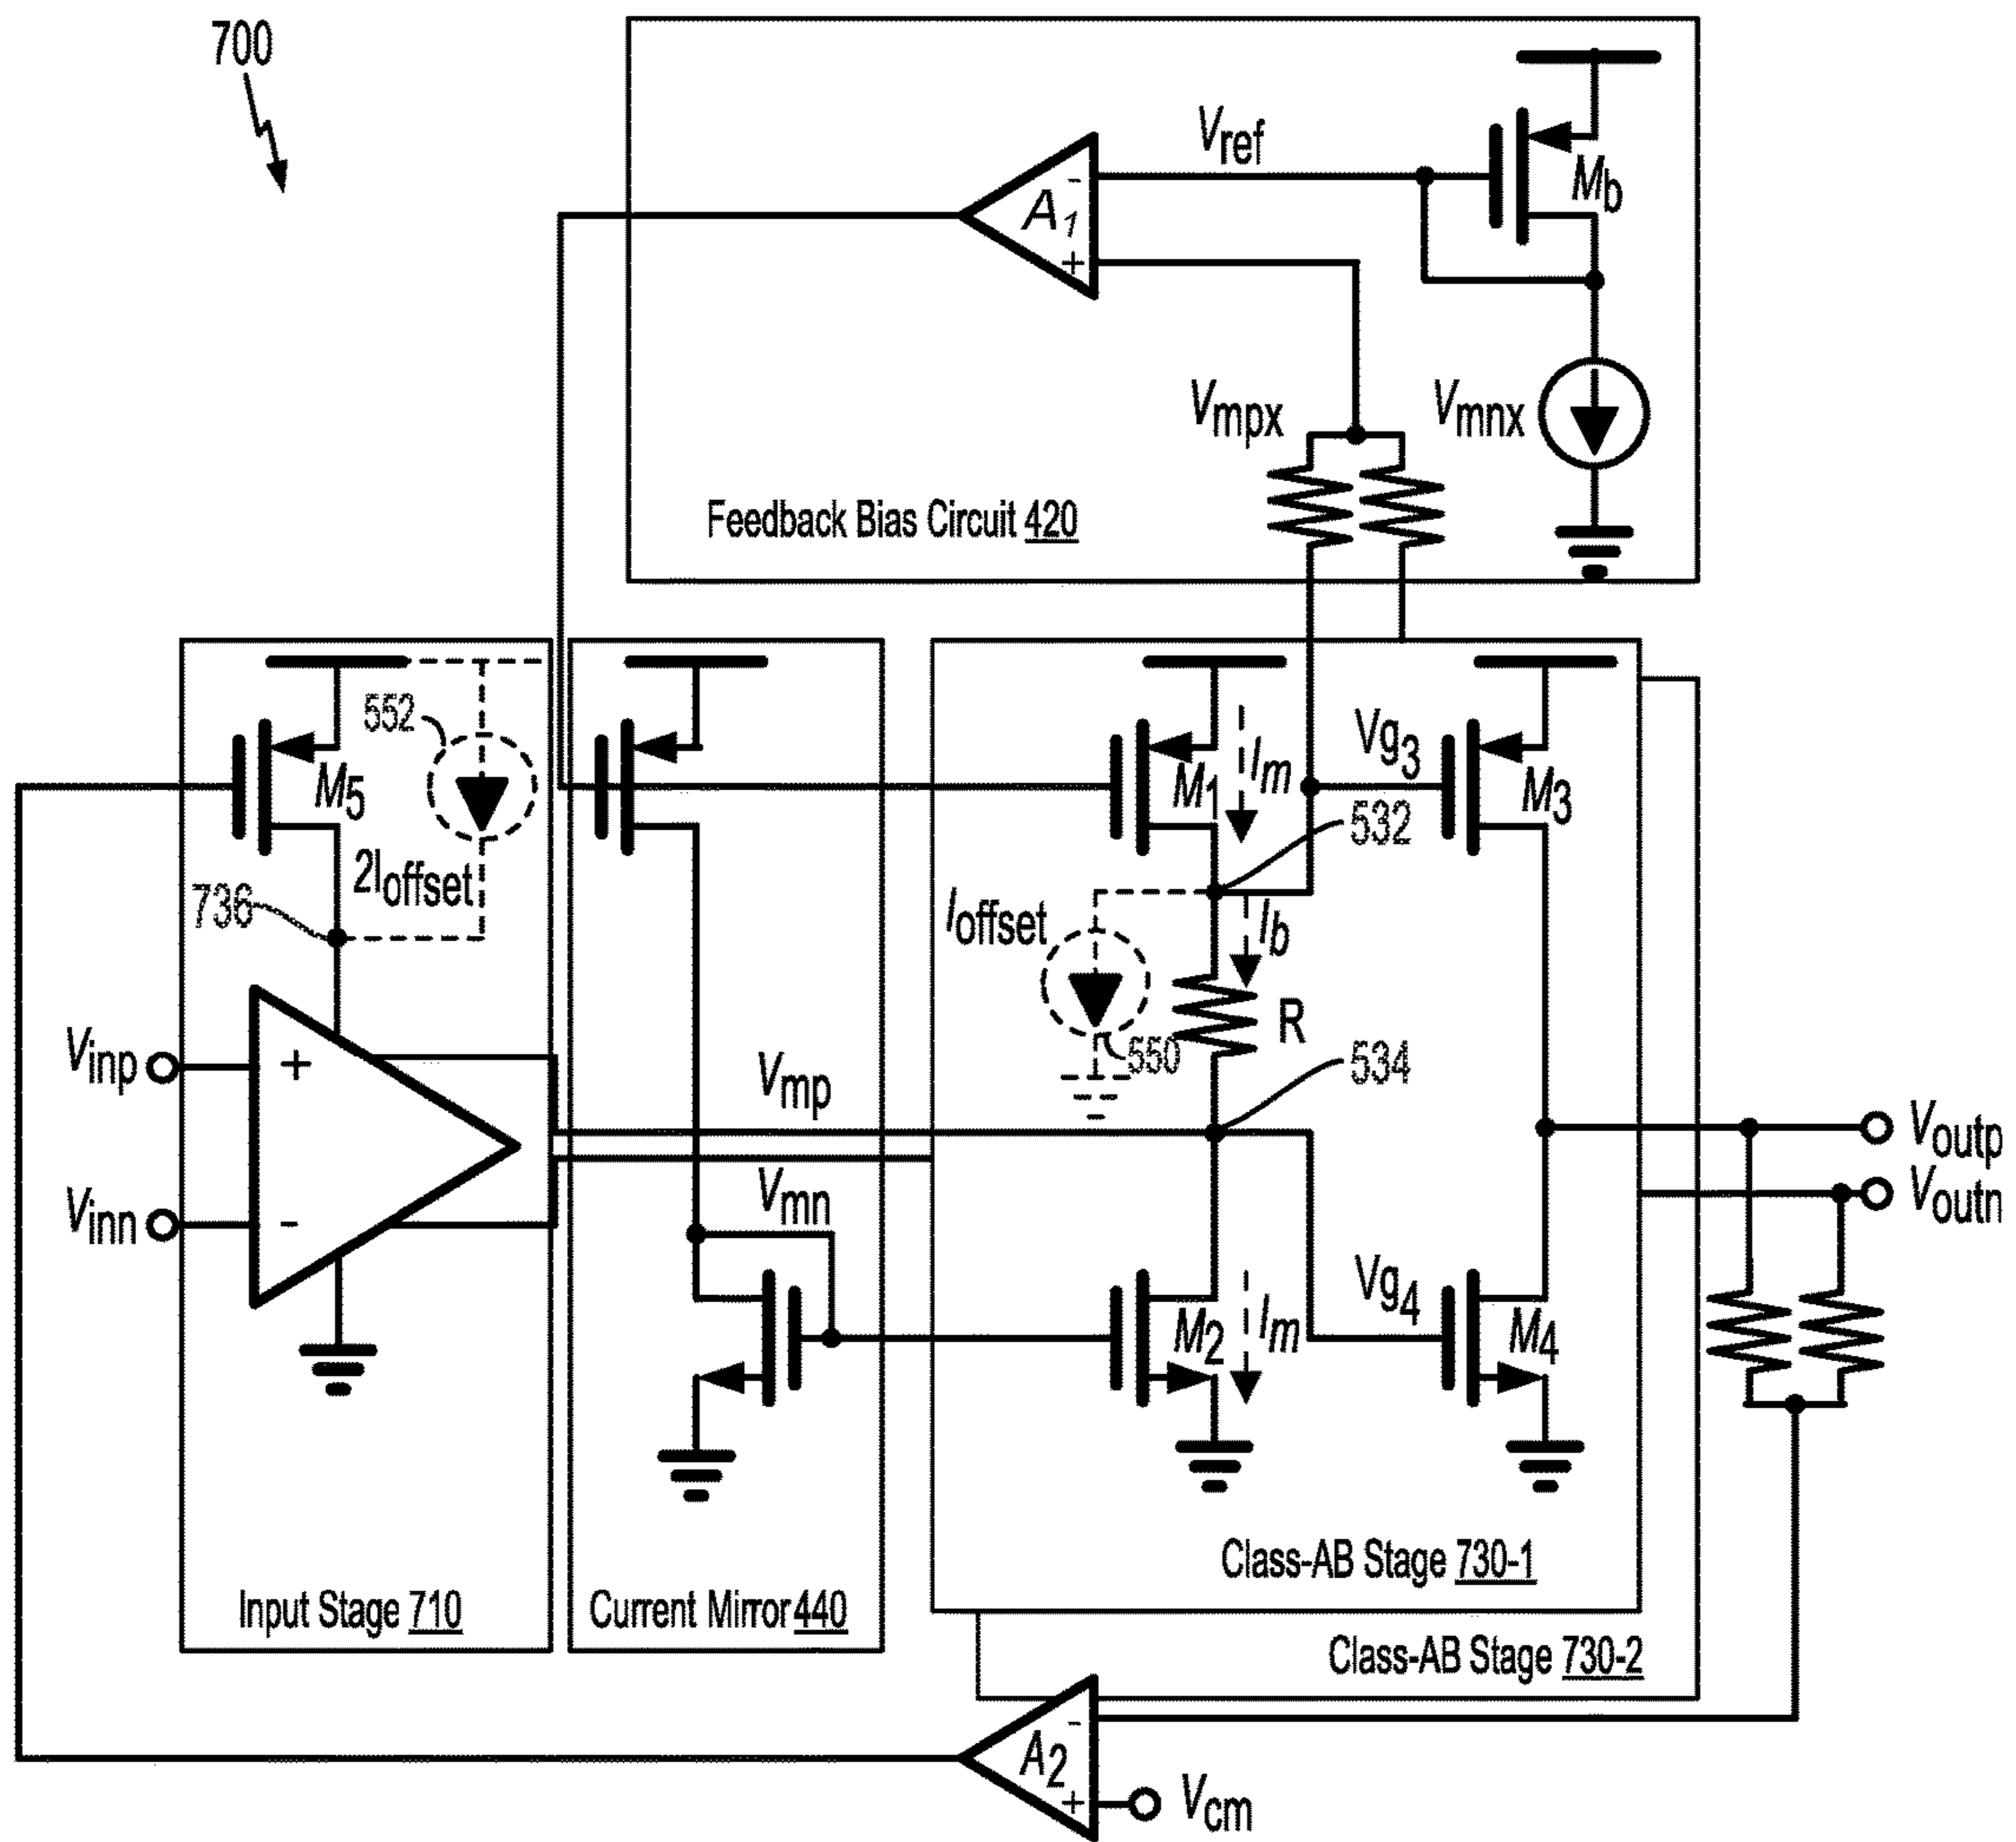 700
Vref
Mb
A1
-
+
Vmpx
Vmnx
Feedback Bias Circuit 420
552
M5
2Ioffset
736
M1
Im
Vg3
M3
532
Ioffset
Ib
R
550
534
Vinp
+
Vinn
-
Vmp
Vmn
Voutp
Voutn
M2
Im
Vg4
M4
Input Stage 710
Current Mirror 440
Class-AB Stage 730-1
Class-AB Stage 730-2
A2
-
+
Vcm